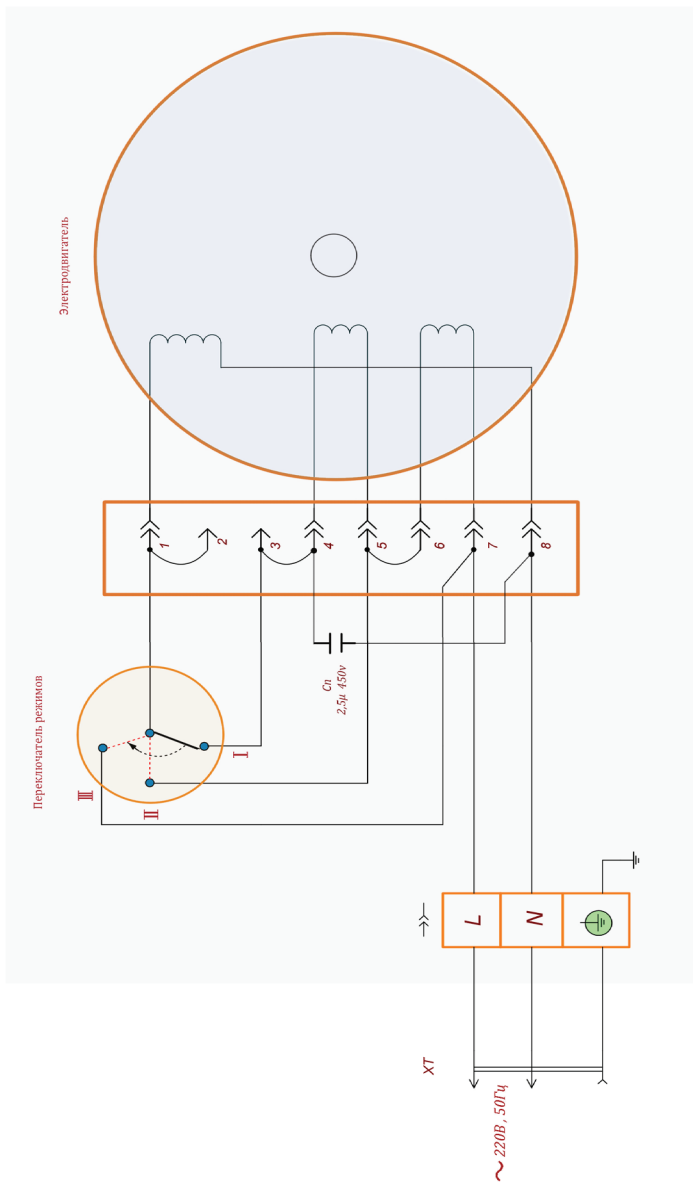 Электродвигатель
1
2
3
4
5
6
7
8
Cп
2,5μ 450v
Переключатель режимов
I
II
III
L
N
XT
~ 220В , 50Гц